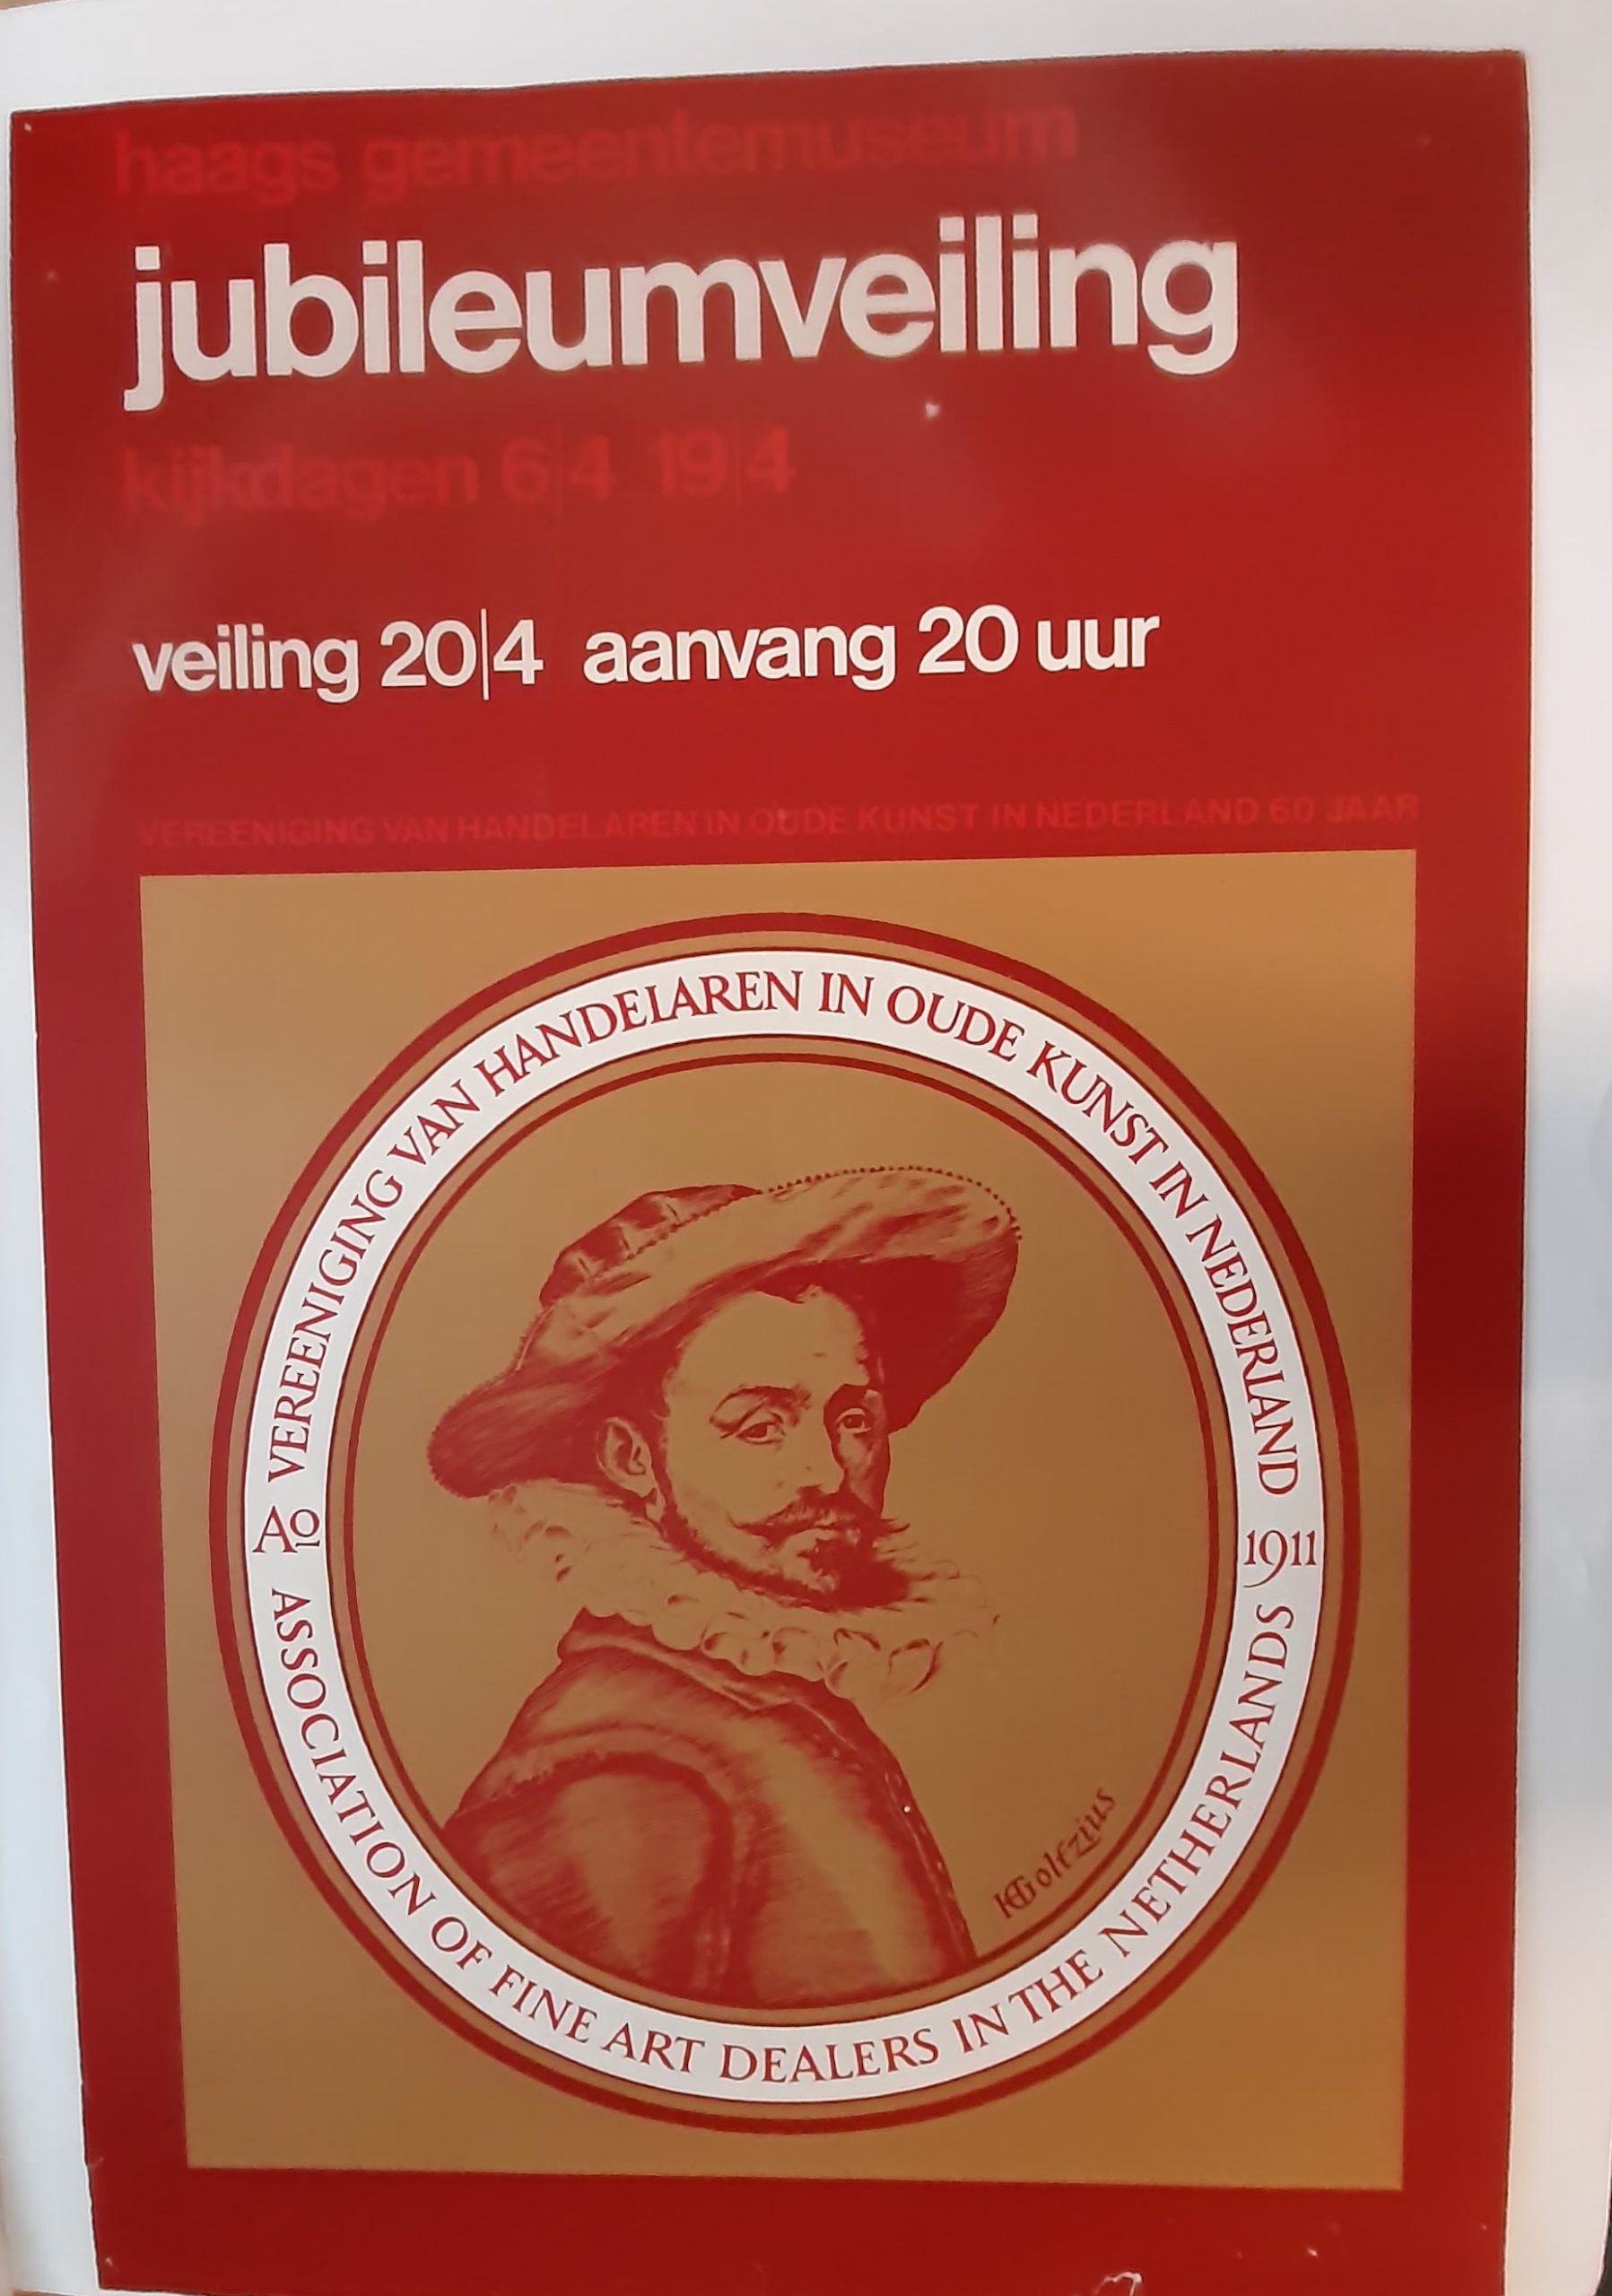 haags gemeentemuseum
jubileumveiling
kijkdagen 6|4 19|4
veiling 20|4 aanvang 20 uur
VEREENIGING VAN HANDELAREN IN OUDE KUNST IN NEDERLAND 60 JAAR
Ao VEREENIGING VAN HANDELAREN IN OUDE KUNST IN NEDERLAND 1911
ASSOCIATION OF FINE ART DEALERS IN THE NETHERLANDS
HGoltzius